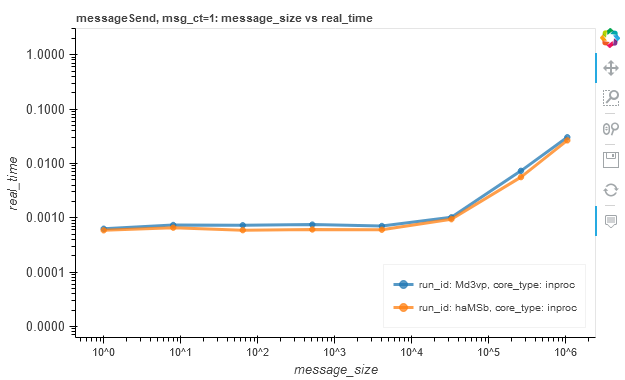 messageSend, msg_ct=1: message_size vs real_time
1.0000
0.1000
0.0100
0.0010
0.0001
0.0000
real_time
10^0
10^1
10^2
10^3
10^4
10^5
10^6
message_size
run_id: Md3vp, core_type: inproc
run_id: haMSb, core_type: inproc